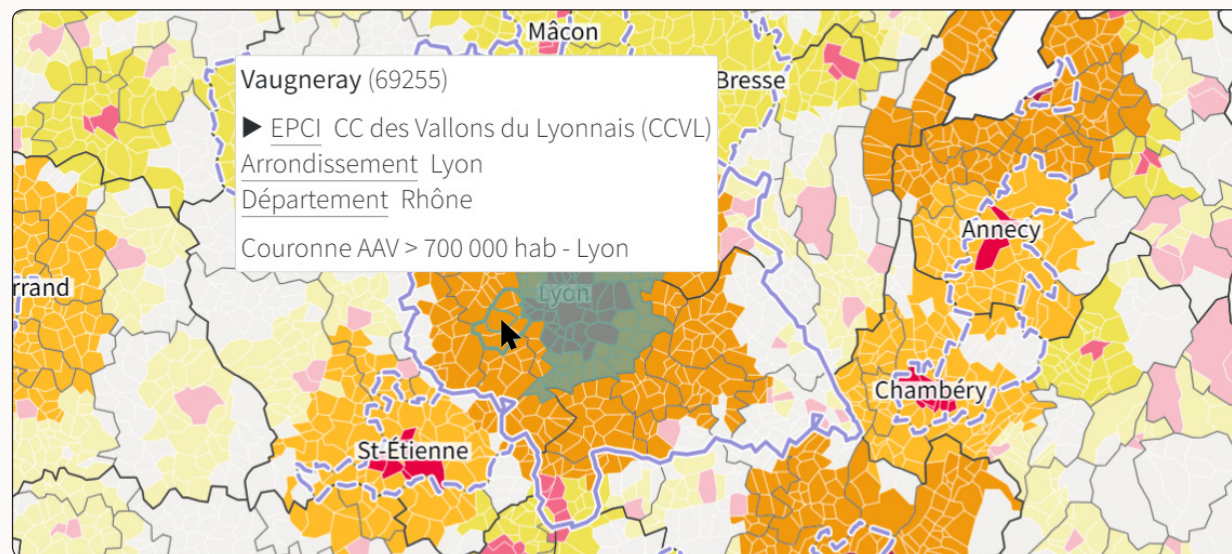 Mâcon
Vaugneray (69255)
Bresse
▶ EPCI CC des Vallons du Lyonnais (CCVL)
Arrondissement Lyon
Département Rhône
Couronne AAV > 700 000 hab - Lyon
Annecy
rrand
Lyon
Chambéry
St-Étienne